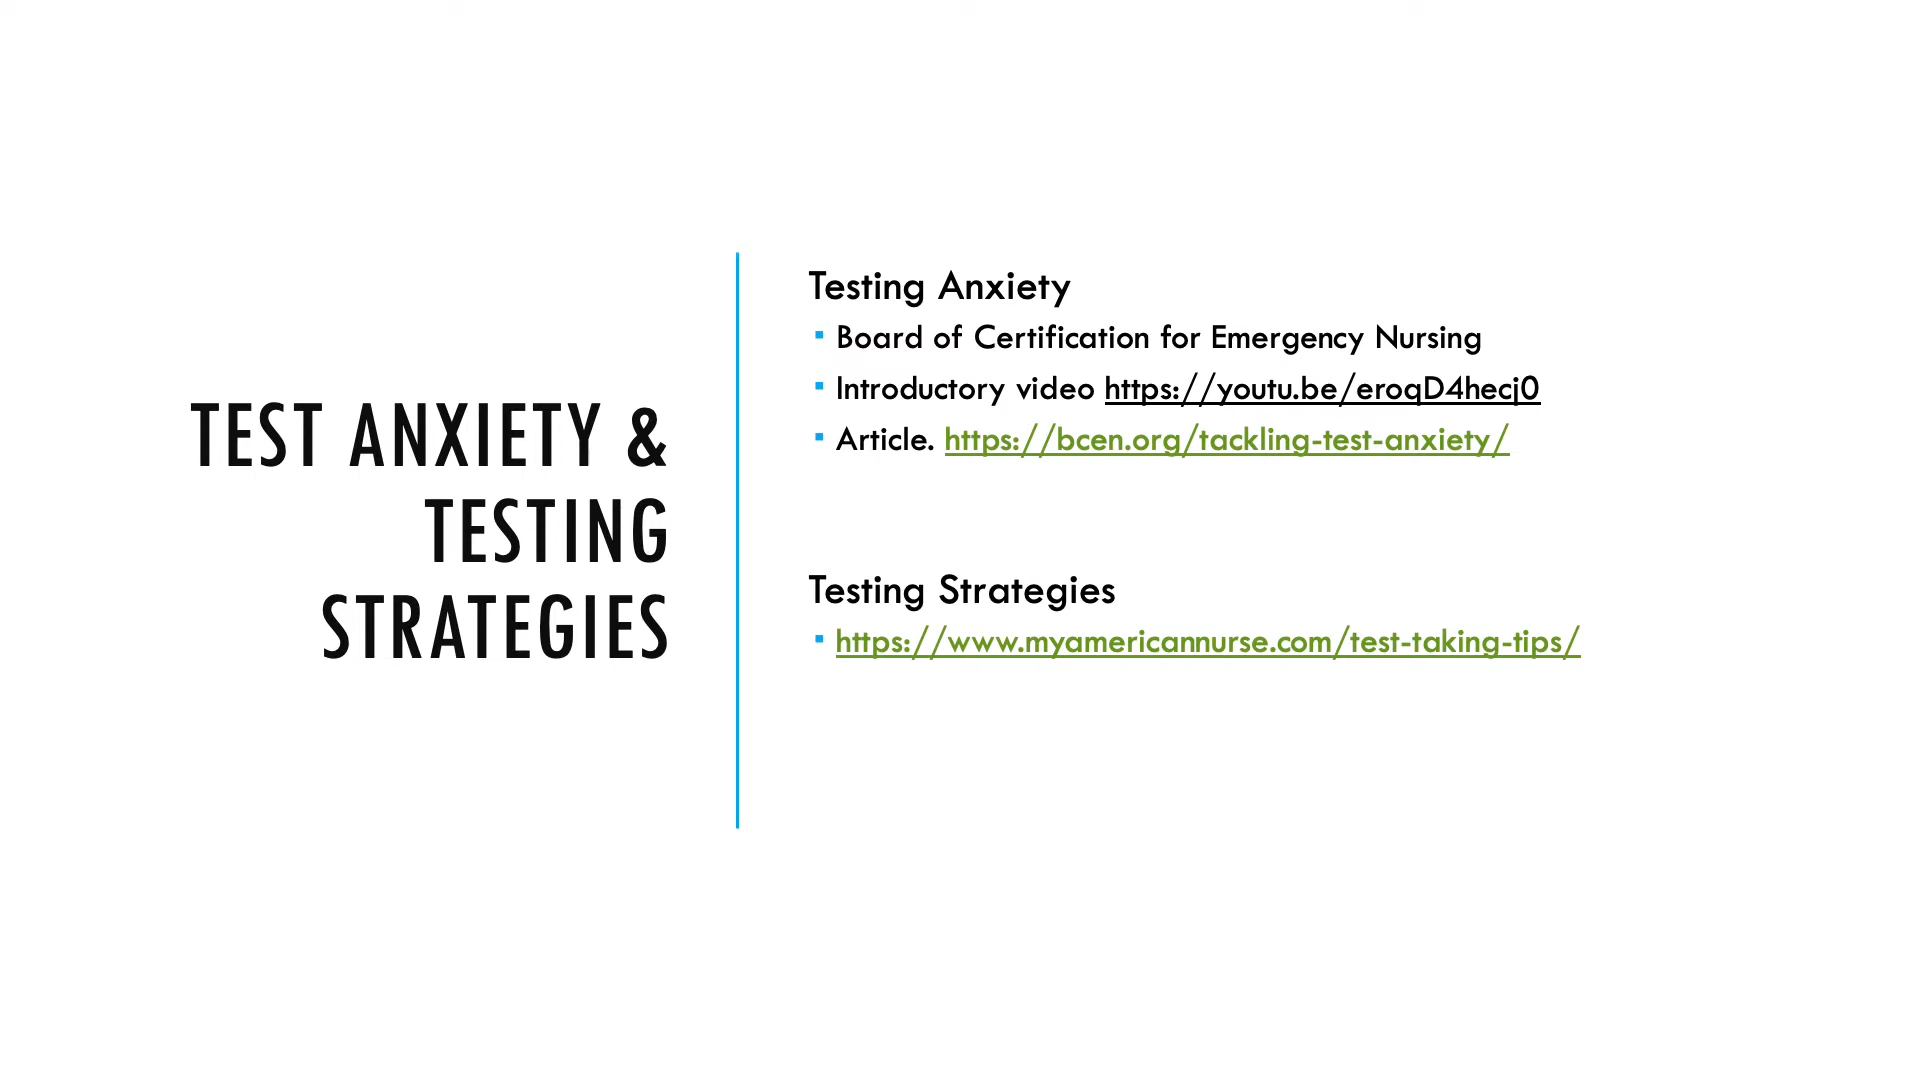 TEST ANXIETY &
TESTING
STRATEGIES
Testing Anxiety
▪ Board of Certification for Emergency Nursing
▪ Introductory video https://youtu.be/eroqD4hecj0
▪ Article. https://bcen.org/tackling-test-anxiety/
Testing Strategies
▪ https://www.myamericannurse.com/test-taking-tips/